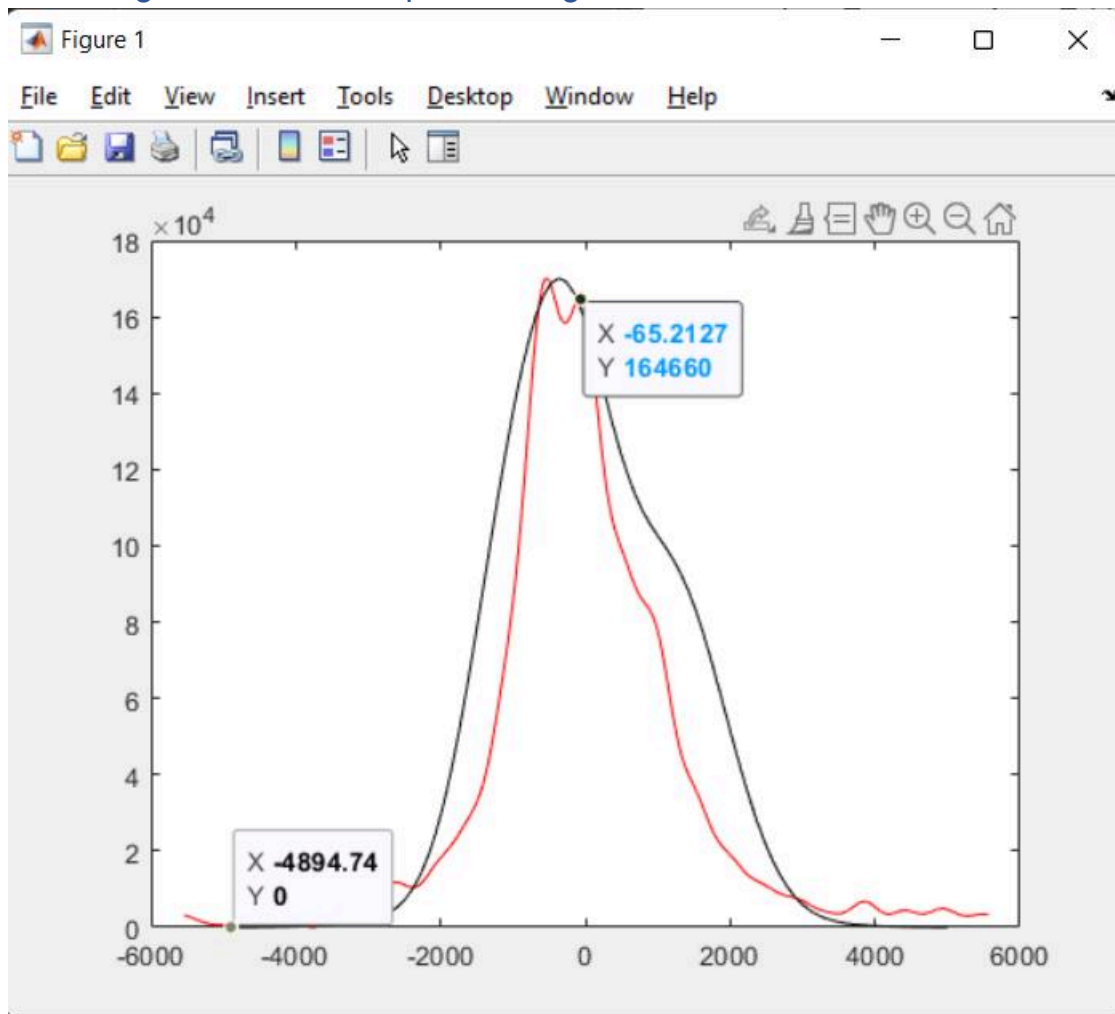 Figure 1
File Edit View Insert Tools Desktop Window Help
×10⁴
18
16
14
12
10
8
6
4
2
0
X -65.2127
Y 164660
X -4894.74
Y 0
-6000 -4000 -2000 0 2000 4000 6000